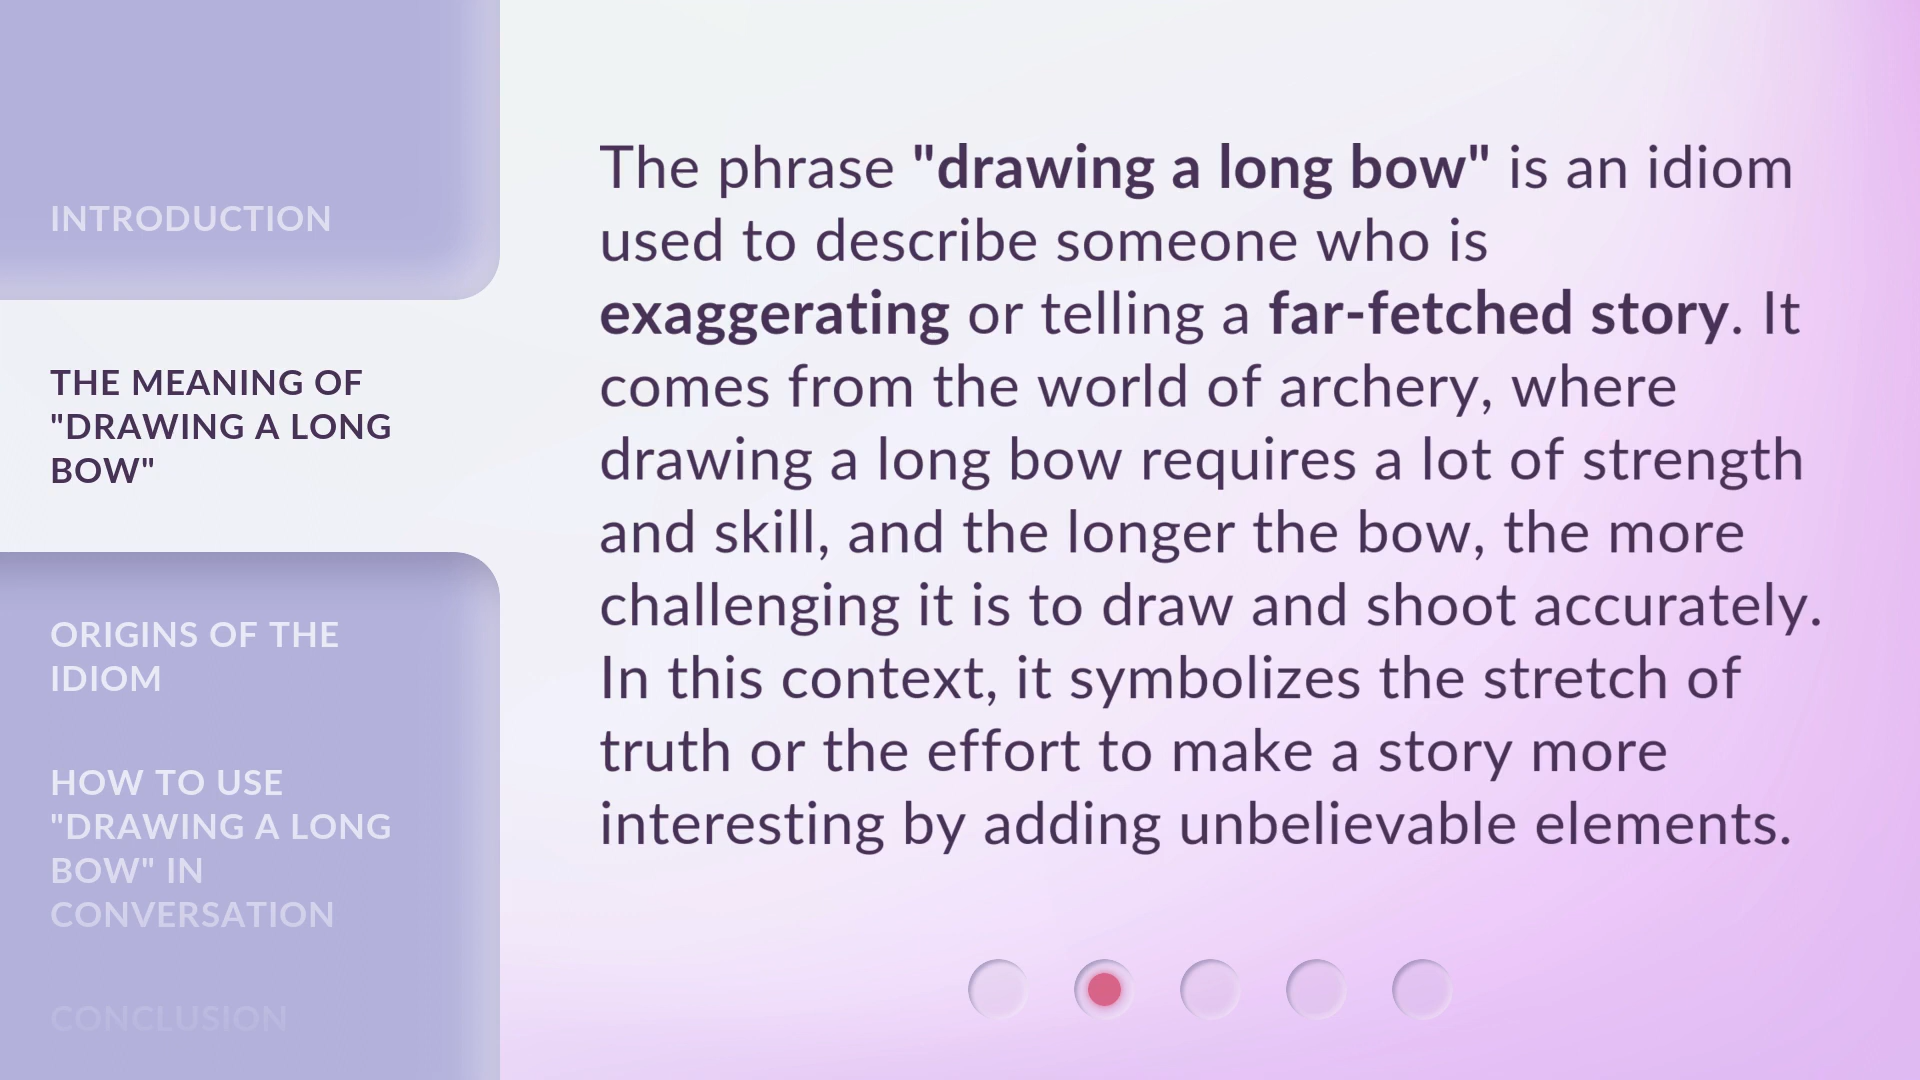 INTRODUCTION
THE MEANING OF
"DRAWING A LONG
BOW"
ORIGINS OF THE
IDIOM
HOW TO USE
"DRAWING A LONG
BOW" IN
CONVERSATION
CONCLUSION
The phrase "drawing a long bow" is an idiom
used to describe someone who is
exaggerating or telling a far-fetched story. It
comes from the world of archery, where
drawing a long bow requires a lot of strength
and skill, and the longer the bow, the more
challenging it is to draw and shoot accurately.
In this context, it symbolizes the stretch of
truth or the effort to make a story more
interesting by adding unbelievable elements.